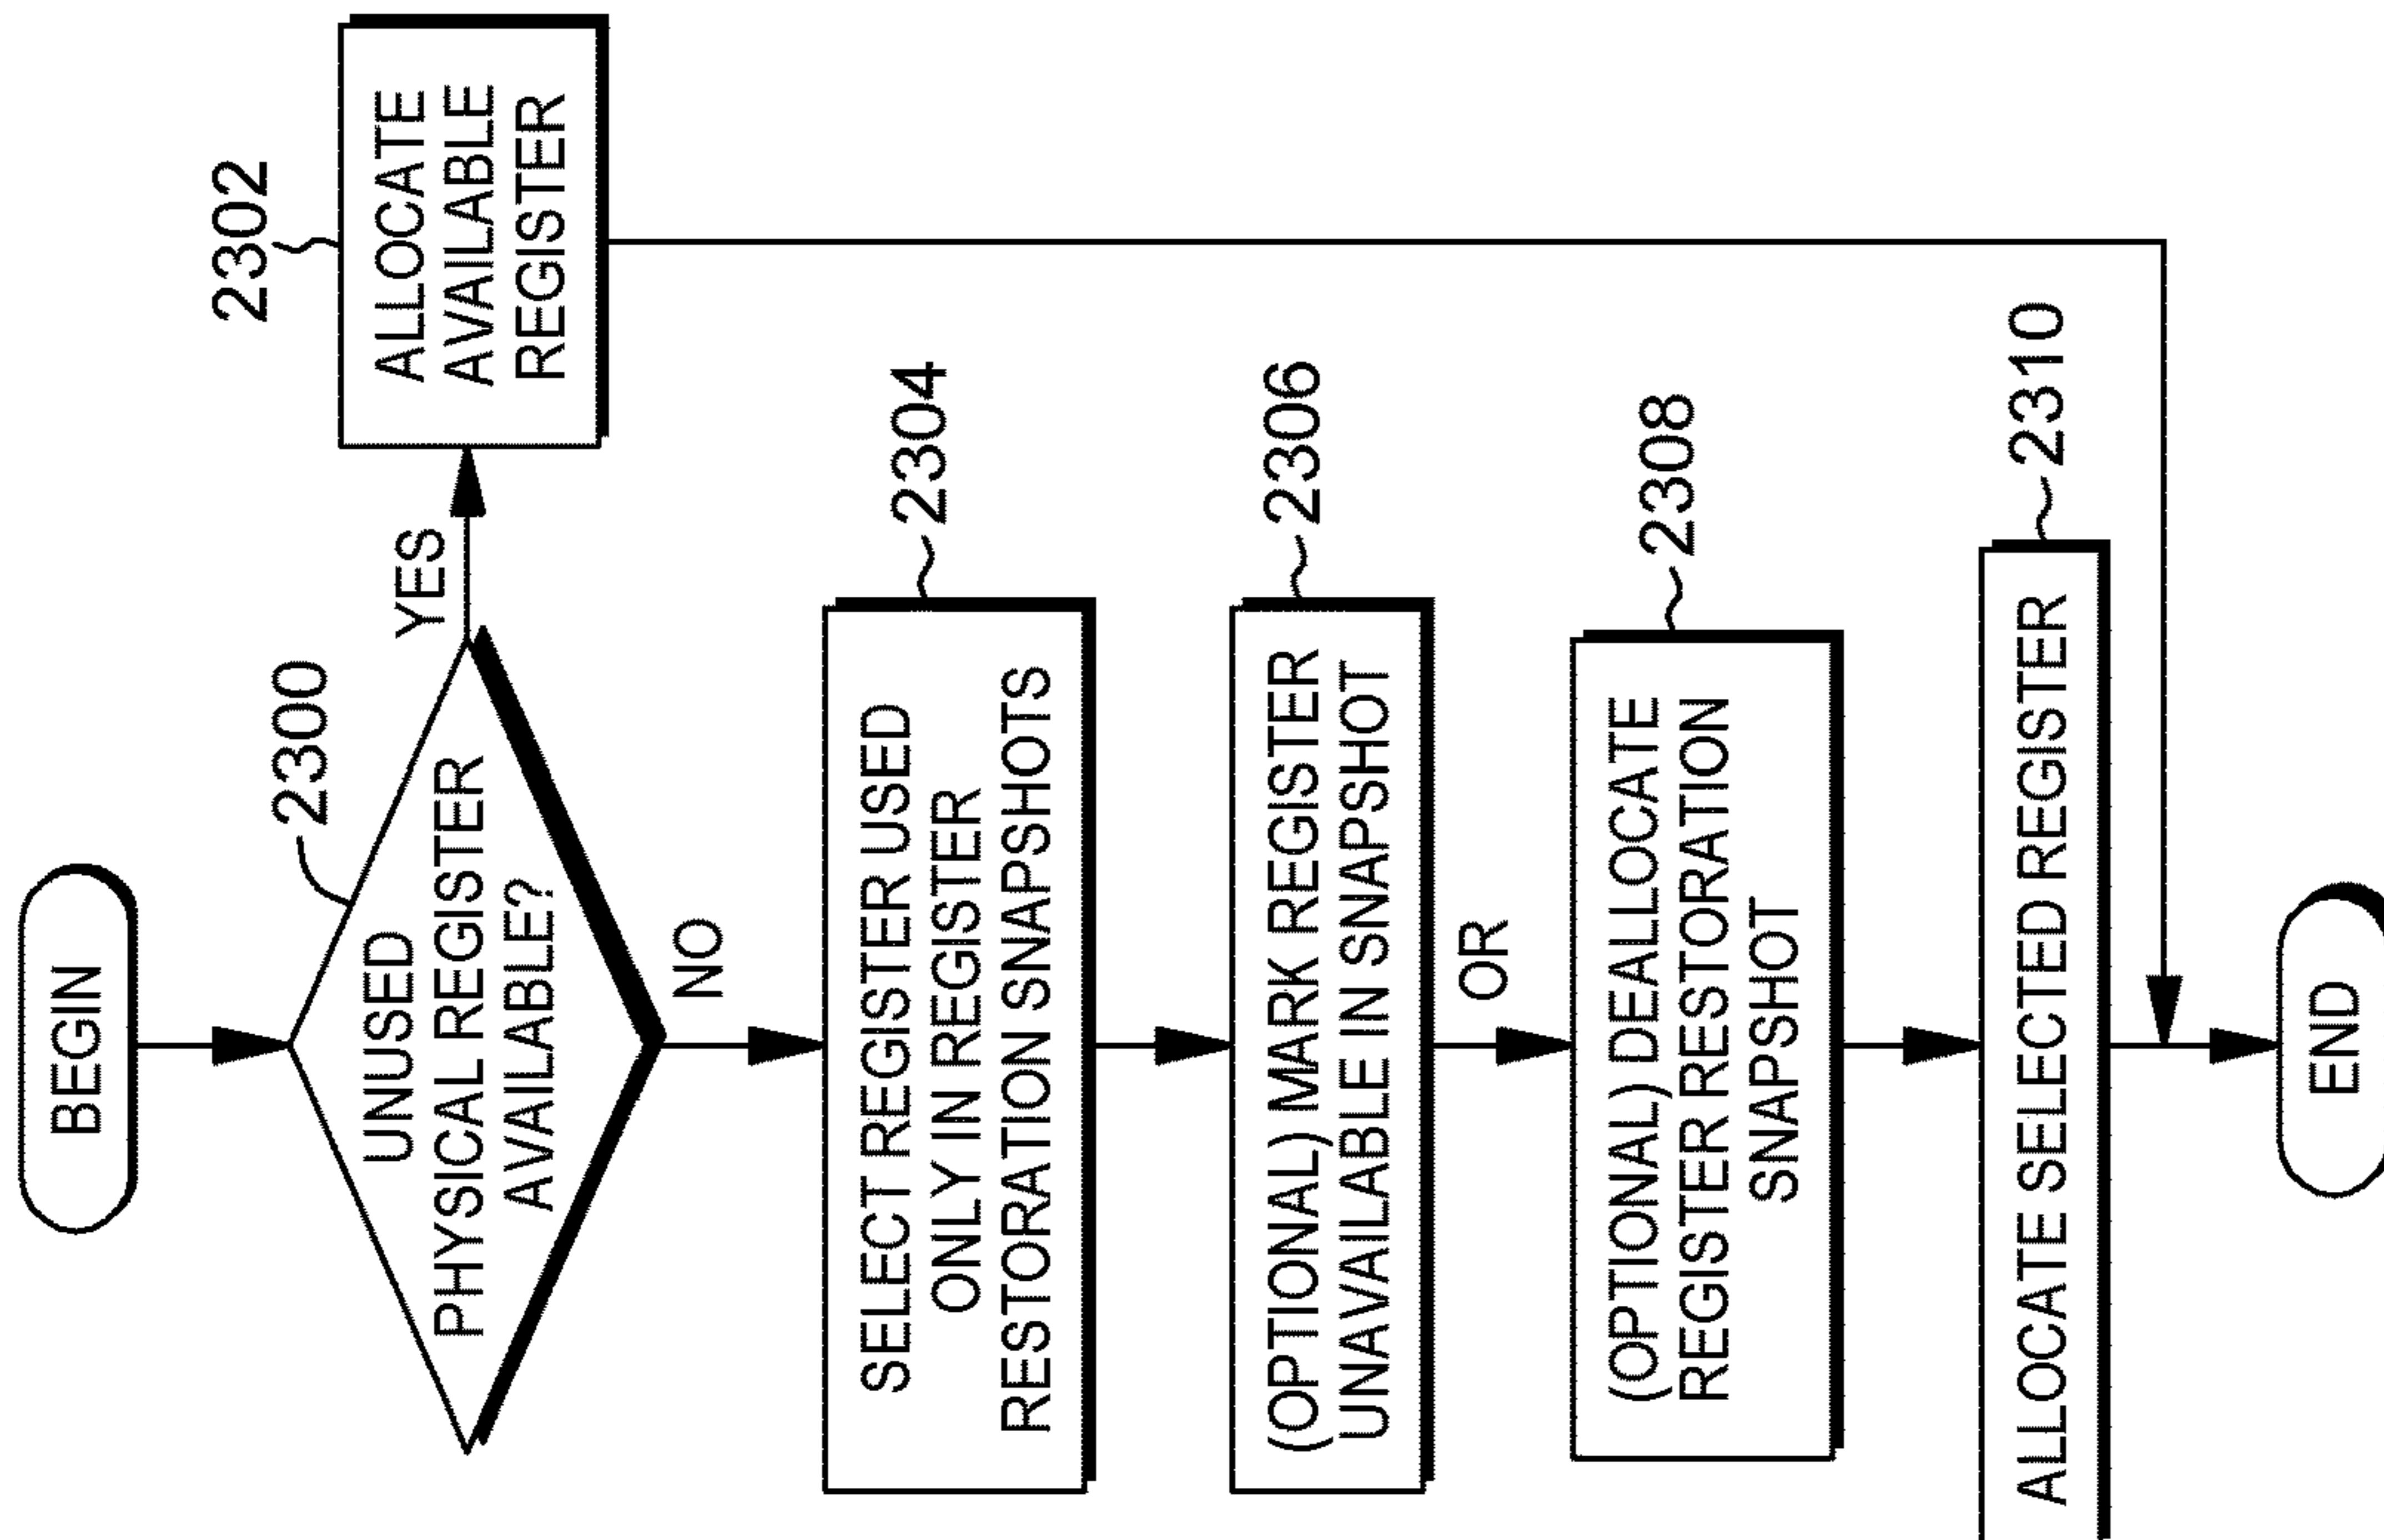 BEGIN
2300
UNUSED
PHYSICAL REGISTER
AVAILABLE?
YES
2302
ALLOCATE
AVAILABLE
REGISTER
NO
2304
SELECT REGISTER USED
ONLY IN REGISTER
RESTORATION SNAPSHOTS
2306
(OPTIONAL) MARK REGISTER
UNAVAILABLE IN SNAPSHOT
OR
2308
(OPTIONAL) DEALLOCATE
REGISTER RESTORATION
SNAPSHOT
2310
ALLOCATE SELECTED REGISTER
END